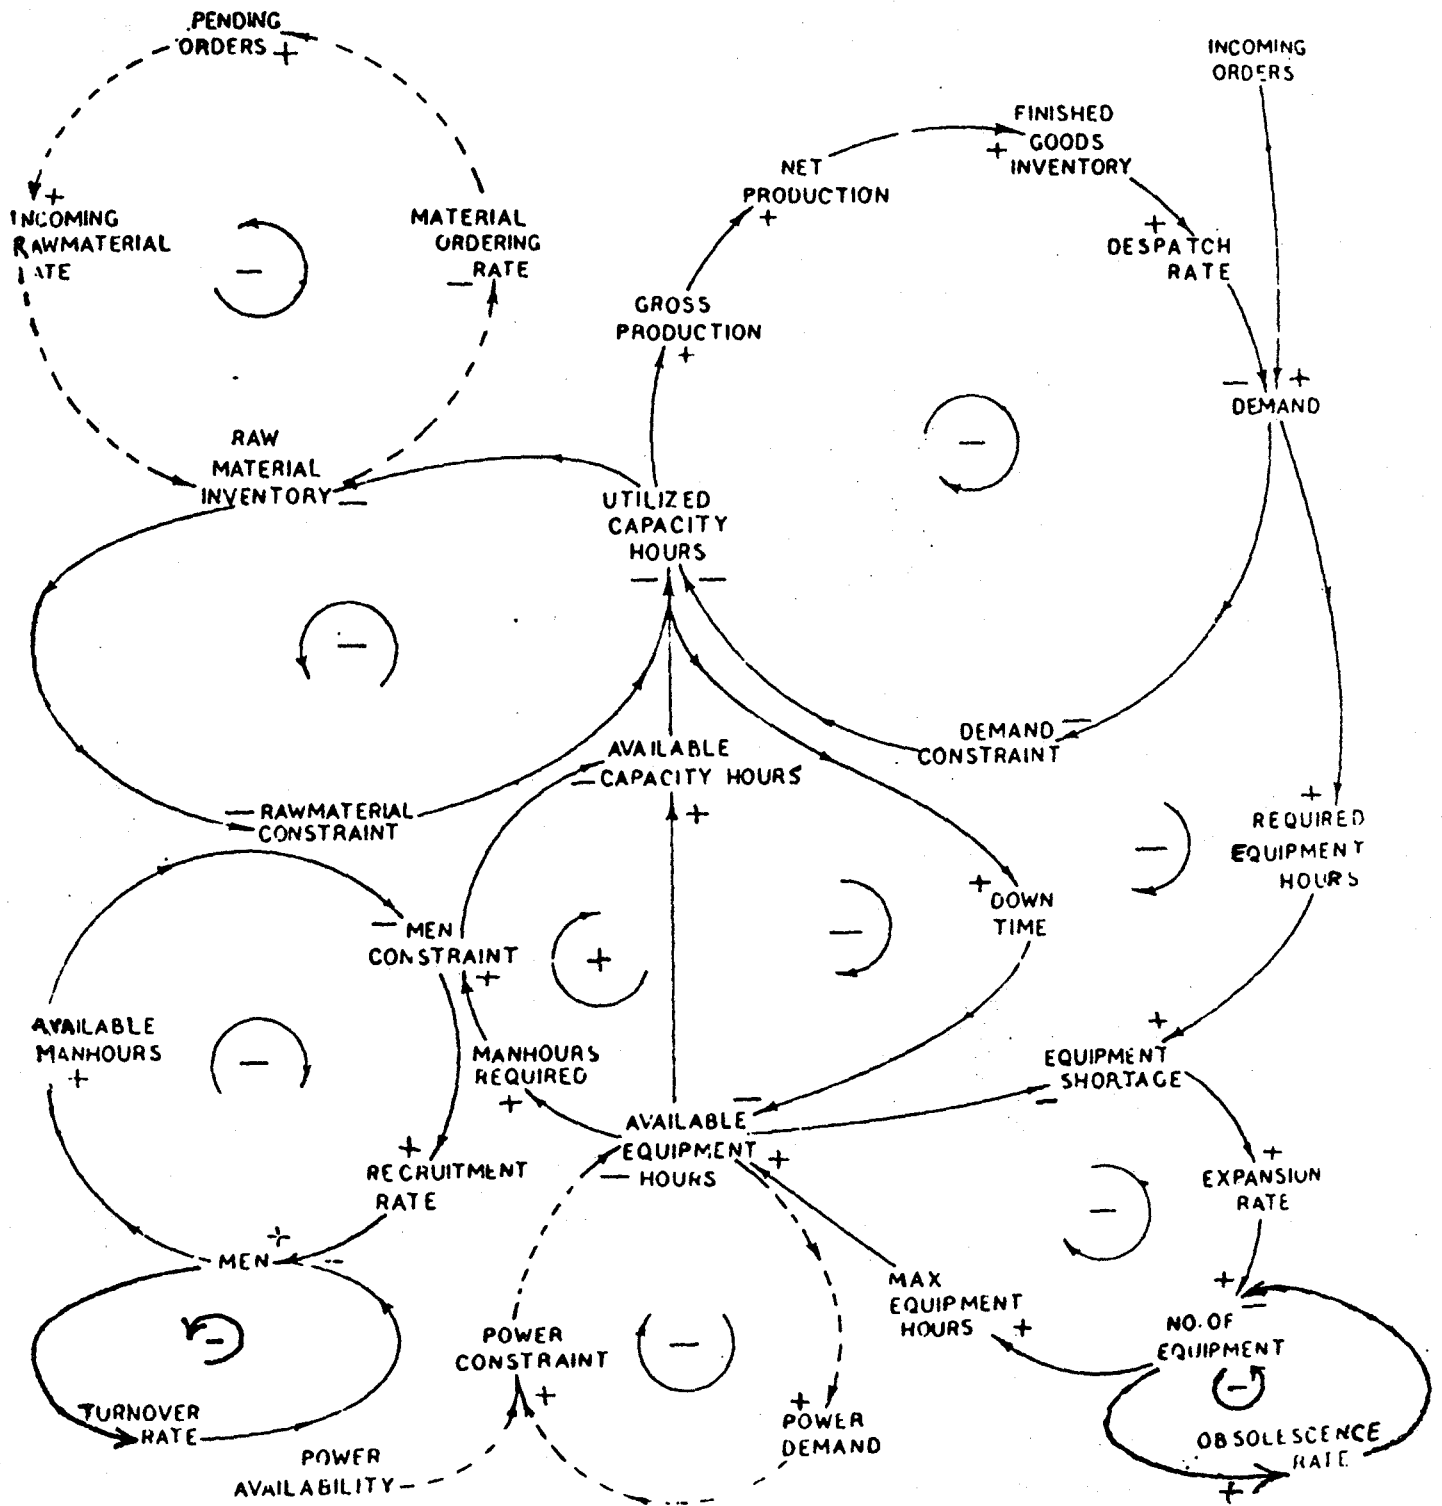 PENDING
ORDERS +
INCOMING
ORDERS
FINISHED
GOODS
+
INVENTORY
NET
PRODUCTION
+
+
INCOMING
RAWMATERIAL
RATE
MATERIAL
ORDERING
RATE
−
−
+
DESPATCH
RATE
GROSS
PRODUCTION
+
− +
DEMAND
−
RAW
MATERIAL
INVENTORY −
UTILIZED
CAPACITY
HOURS
− −
−
DEMAND −
CONSTRAINT
AVAILABLE
− CAPACITY HOURS
+
− RAWMATERIAL
CONSTRAINT
+
REQUIRED
EQUIPMENT
HOURS
−
+ DOWN
TIME
− MEN
CONSTRAINT
+
+
−
AVAILABLE
MANHOURS
+
−
MANHOURS
REQUIRED
+
+
EQUIPMENT
SHORTAGE
−
−
AVAILABLE
EQUIPMENT +
− HOURS
+
RECRUITMENT
RATE
+
EXPANSION
RATE
−
+
MEN −
−
MAX
EQUIPMENT
HOURS +
+ −
NO. OF
EQUIPMENT
−
POWER
CONSTRAINT
+
−
TURNOVER
RATE
+
POWER
DEMAND
POWER
AVAILABILITY
OBSOLESCENCE
RATE
+